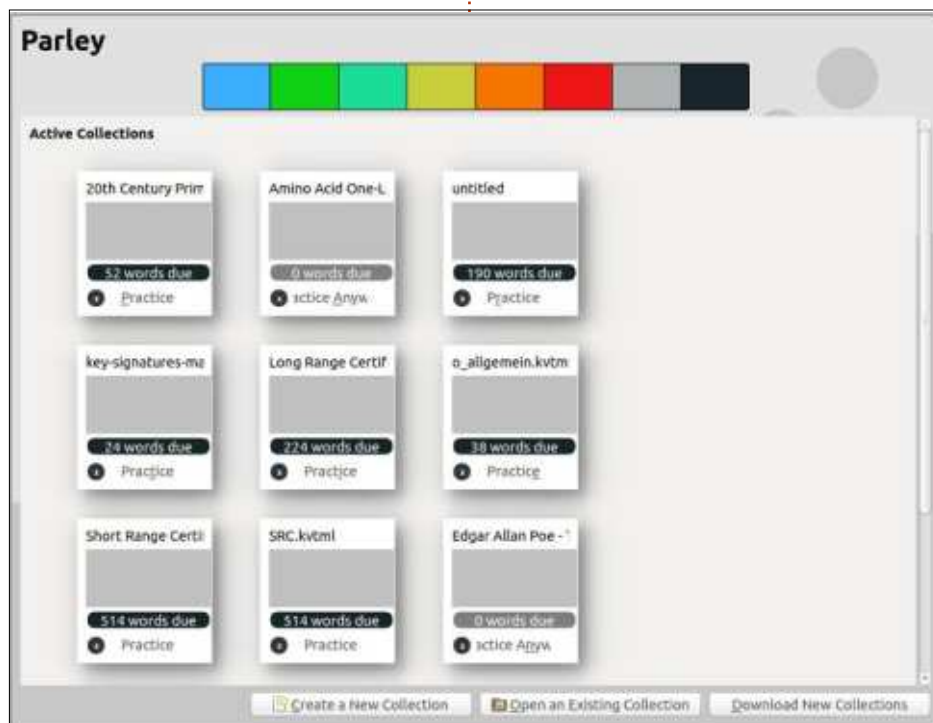 Parley
Active Collections
20th Century Prim
Amino Acid One-L
untitled
52 words due
0 words due
190 words due
Practice
actice Anyw
Practice
key-signatures-ma
Long Range Certif
o_allgemein.kvtm
24 words due
224 words due
38 words due
Practice
Practice
Practice
Short Range Certi
SRC.kvtml
Edgar Allan Poe -
514 words due
514 words due
0 words due
Practice
Practice
actice Anyw
Create a New Collection
Open an Existing Collection
Download New Collections